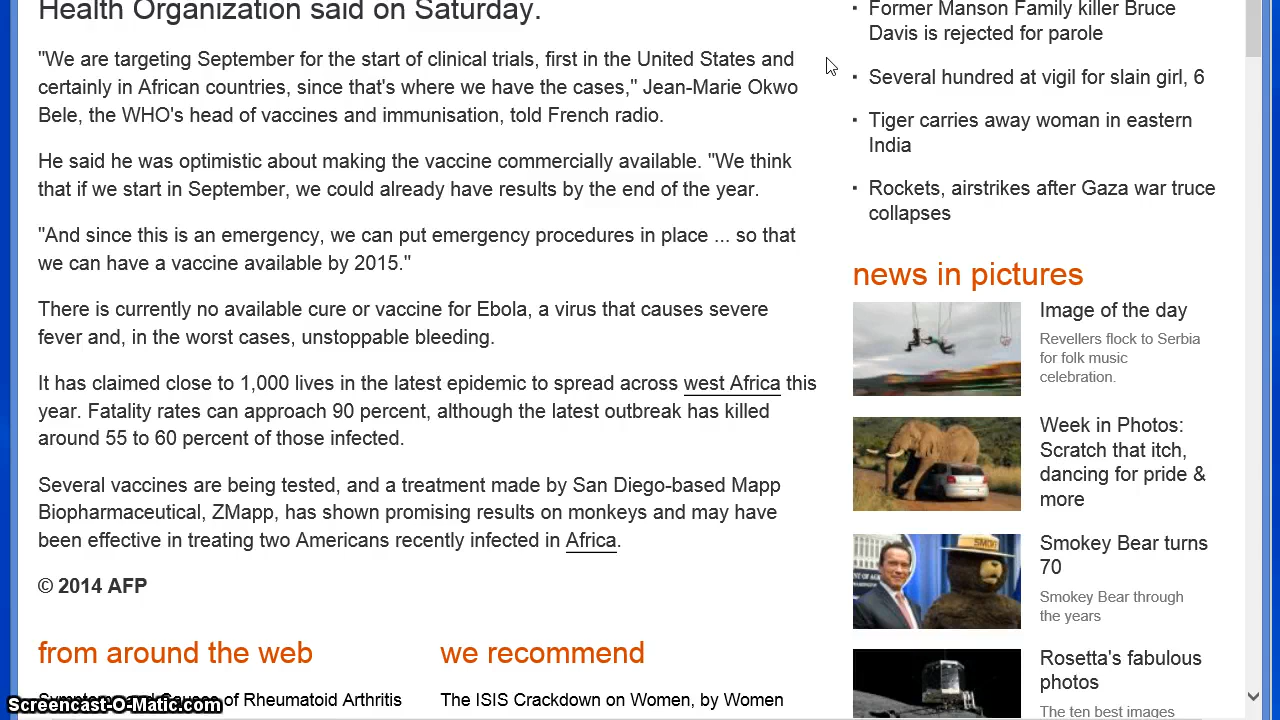 Health Organization said on Saturday.
"We are targeting September for the start of clinical trials, first in the United States and
certainly in African countries, since that's where we have the cases," Jean-Marie Okwo
Bele, the WHO's head of vaccines and immunisation, told French radio.
He said he was optimistic about making the vaccine commercially available. "We think
that if we start in September, we could already have results by the end of the year.
"And since this is an emergency, we can put emergency procedures in place ... so that
we can have a vaccine available by 2015."
There is currently no available cure or vaccine for Ebola, a virus that causes severe
fever and, in the worst cases, unstoppable bleeding.
It has claimed close to 1,000 lives in the latest epidemic to spread across west Africa this
year. Fatality rates can approach 90 percent, although the latest outbreak has killed
around 55 to 60 percent of those infected.
Several vaccines are being tested, and a treatment made by San Diego-based Mapp
Biopharmaceutical, ZMapp, has shown promising results on monkeys and may have
been effective in treating two Americans recently infected in Africa.
© 2014 AFP
from around the web
Symptoms and Causes of Rheumatoid Arthritis
we recommend
The ISIS Crackdown on Women, by Women
Former Manson Family killer Bruce
Davis is rejected for parole
Several hundred at vigil for slain girl, 6
Tiger carries away woman in eastern
India
Rockets, airstrikes after Gaza war truce
collapses
news in pictures
Image of the day
Revellers flock to Serbia
for folk music
celebration.
Week in Photos:
Scratch that itch,
dancing for pride &
more
SMOKEY
Smokey Bear turns
70
Smokey Bear through
the years
Rosetta's fabulous
photos
The ten best images
Screencast-O-Matic.com